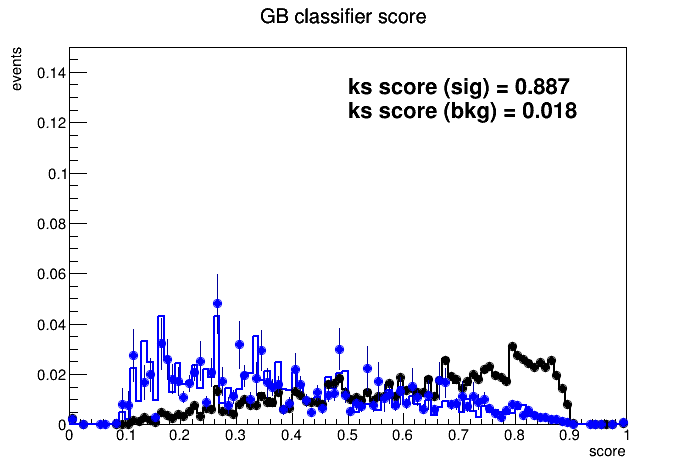 GB classifier score
events
ks score (sig) = 0.887
ks score (bkg) = 0.018
0.14
0.12
0.1
0.08
0.06
0.04
0.02
0
0 0.1 0.2 0.3 0.4 0.5 0.6 0.7 0.8 0.9 1
score